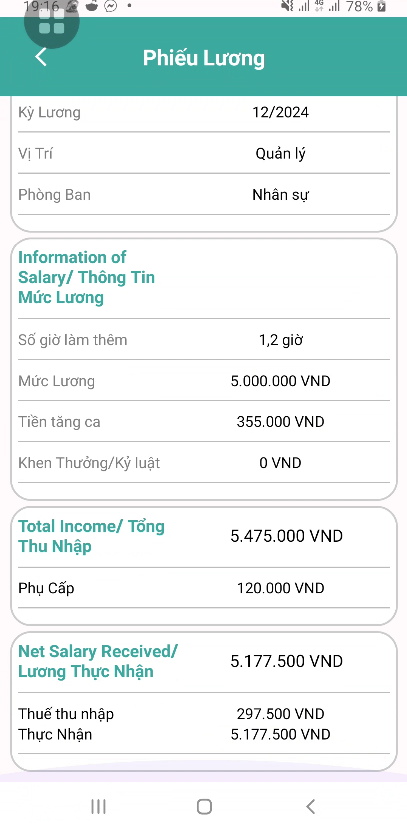 19:16 78%
Phiếu Lương
Kỳ Lương 12/2024
Vị Trí Quản lý
Phòng Ban Nhân sự
Information of
Salary/ Thông Tin
Mức Lương
Số giờ làm thêm 1,2 giờ
Mức Lương 5.000.000 VND
Tiền tăng ca 355.000 VND
Khen Thưởng/Kỷ luật 0 VND
Total Income/ Tổng
Thu Nhập 5.475.000 VND
Phụ Cấp 120.000 VND
Net Salary Received/
Lương Thực Nhận 5.177.500 VND
Thuế thu nhập 297.500 VND
Thực Nhận 5.177.500 VND